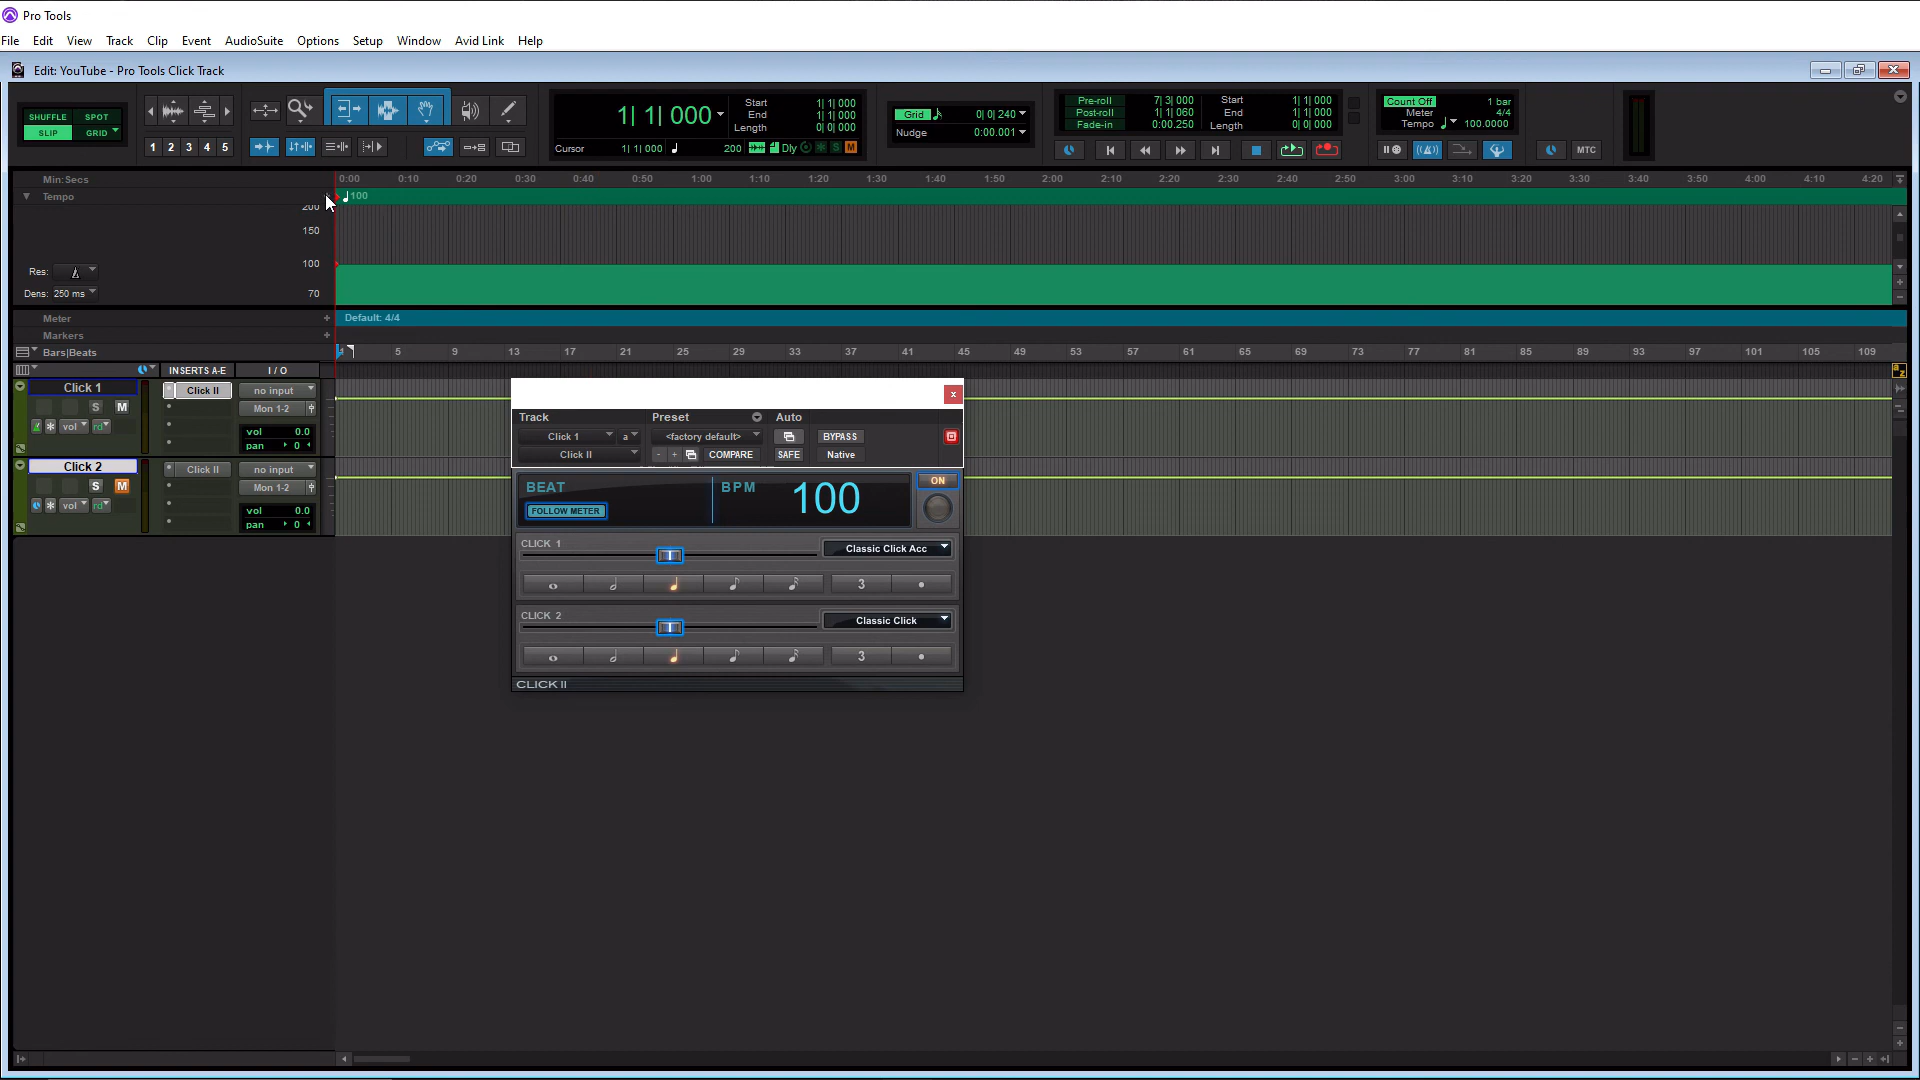 Pro Tools
File Edit View Track Clip Event AudioSuite Options Setup Window Avid Link Help
Edit: YouTube - Pro Tools Click Track
SHUFFLE SPOT
SLIP GRID
1 2 3 4 5
1| 1| 000
Start 1| 1| 000
End 1| 1| 000
Length 0| 0| 000
Cursor 1| 1| 000 200 Dly S M
Grid 0| 0| 240
Nudge 0:00.001
Pre-roll 7| 3| 000
Post-roll 1| 1| 060
Fade-in 0:00.250
Start 1| 1| 000
End 1| 1| 000
Length 0| 0| 000
Count Off 1 bar
Meter 4/4
Tempo 100.0000
MTC
Min:Secs 0:00 0:10 0:20 0:30 0:40 0:50 1:00 1:10 1:20 1:30 1:40 1:50 2:00 2:10 2:20 2:30 2:40 2:50 3:00 3:10 3:20 3:30 3:40 3:50 4:00 4:10 4:20
Tempo 100
200
150
100
Res:
Dens: 250 ms 70
Meter Default: 4/4
Markers
Bars|Beats 5 9 13 17 21 25 29 33 37 41 45 49 53 57 61 65 69 73 77 81 85 89 93 97 101 105 109
INSERTS A-E I / O
a z
Click 1 Click II no input
S M Mon 1-2
vol rd vol 0.0
pan 0
Click 2 Click II no input
S M Mon 1-2
vol rd vol 0.0
pan 0
x
Track Preset Auto
Click 1 a <factory default> BYPASS
Click II - + COMPARE SAFE Native
BEAT BPM 100 ON
FOLLOW METER
CLICK 1 Classic Click Acc
3
CLICK 2 Classic Click
3
CLICK II